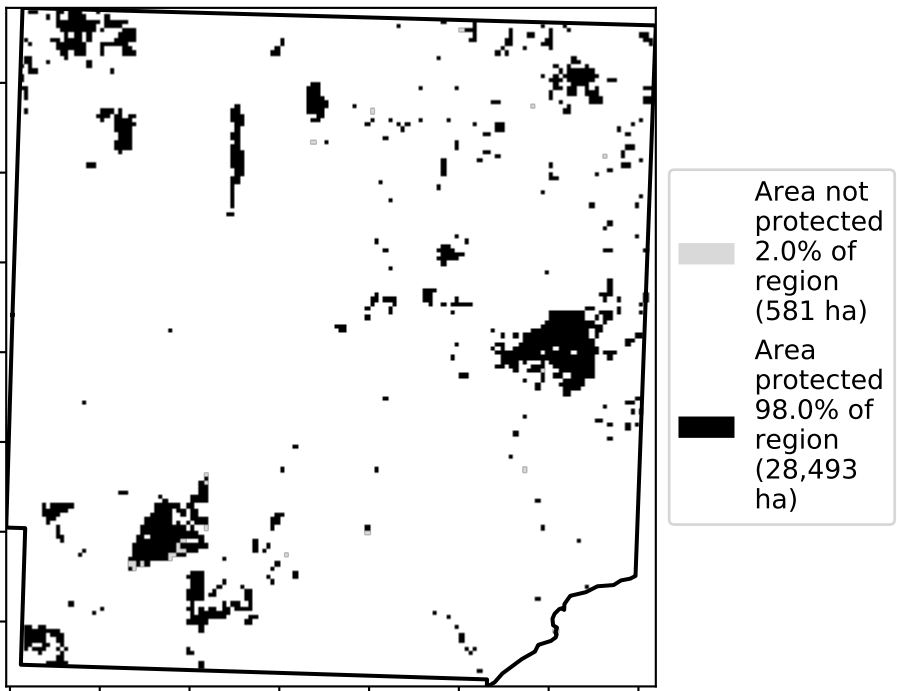 Area not
protected
2.0% of
region
(581 ha)
Area
protected
98.0% of
region
(28,493
ha)